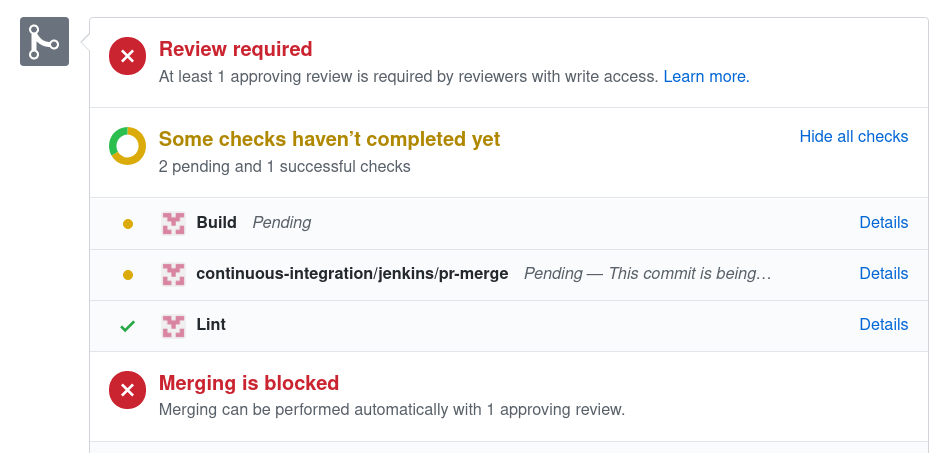 Review required
At least 1 approving review is required by reviewers with write access. Learn more.
Some checks haven’t completed yet
Hide all checks
2 pending and 1 successful checks
Build Pending Details
continuous-integration/jenkins/pr-merge Pending — This commit is being… Details
Lint Details
Merging is blocked
Merging can be performed automatically with 1 approving review.